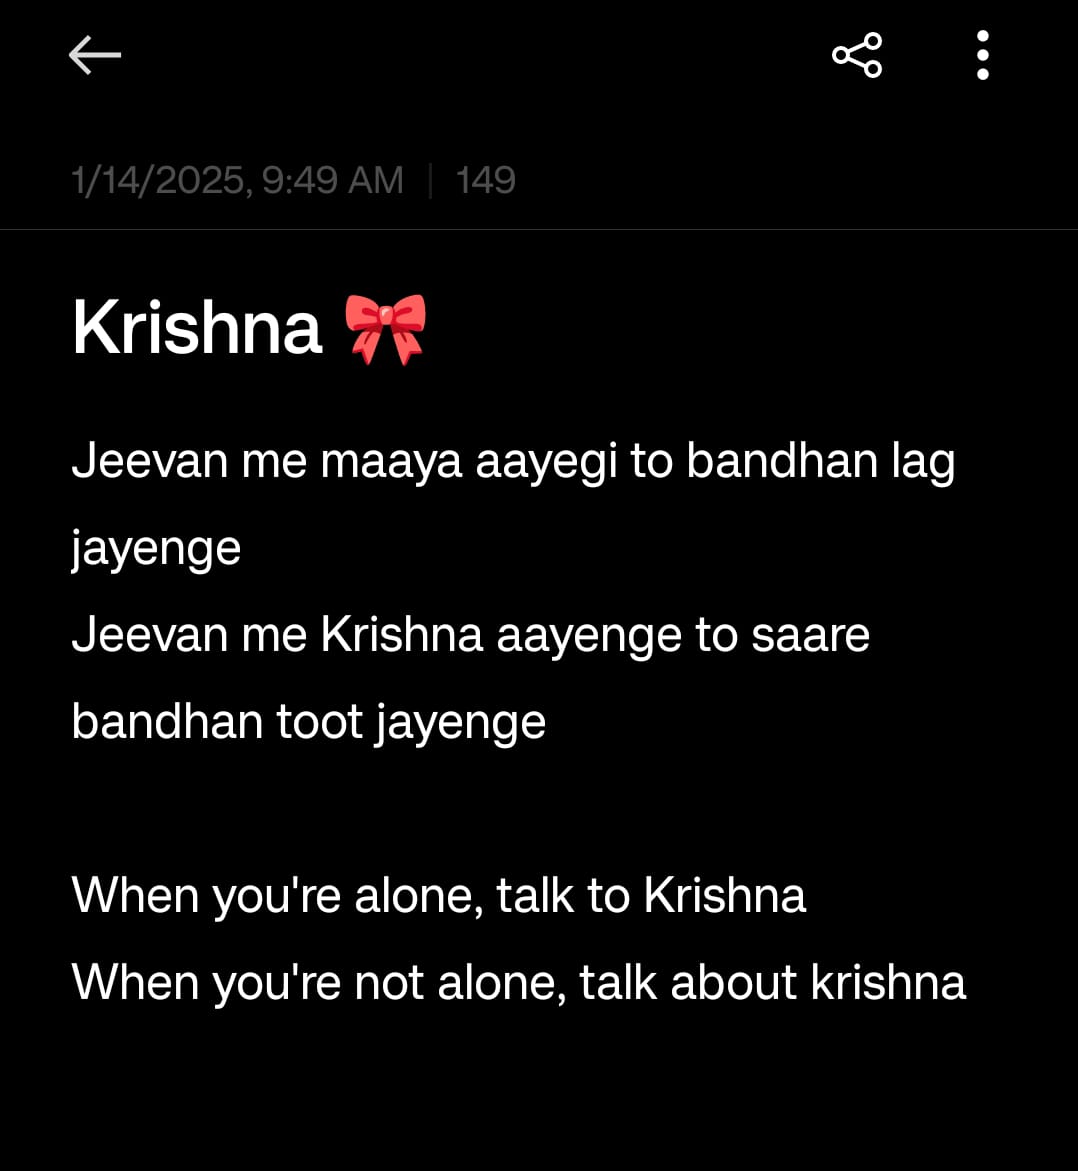 1/14/2025, 9:49 AM | 149
Krishna 🎀
Jeevan me maaya aayegi to bandhan lag
jayenge
Jeevan me Krishna aayenge to saare
bandhan toot jayenge
When you're alone, talk to Krishna
When you're not alone, talk about krishna